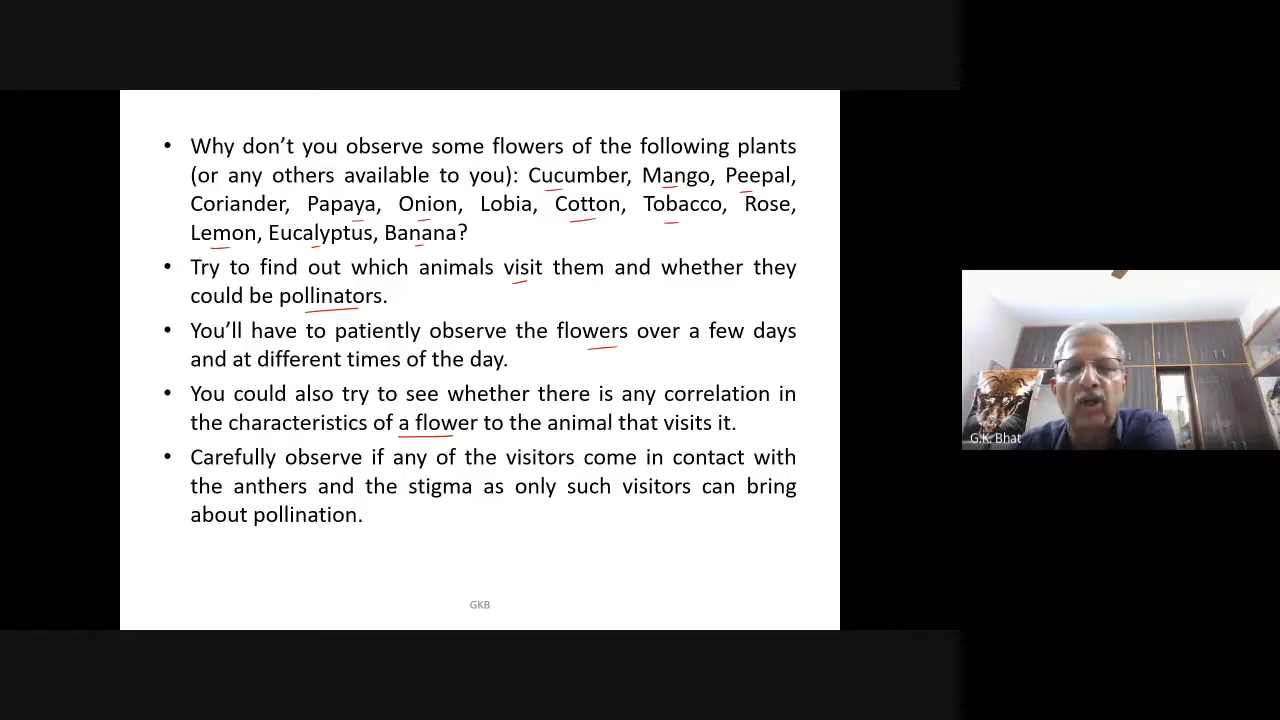 • Why don't you observe some flowers of the following plants
(or any others available to you): Cucumber, Mango, Peepal,
Coriander, Papaya, Onion, Lobia, Cotton, Tobacco, Rose,
Lemon, Eucalyptus, Banana?
• Try to find out which animals visit them and whether they
could be pollinators.
• You'll have to patiently observe the flowers over a few days
and at different times of the day.
• You could also try to see whether there is any correlation in
the characteristics of a flower to the animal that visits it.
• Carefully observe if any of the visitors come in contact with
the anthers and the stigma as only such visitors can bring
about pollination.
GKB
G.K. Bhat